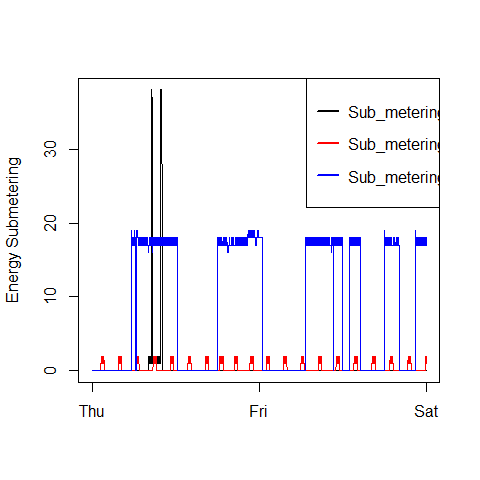 Sub_metering
Sub_metering
Sub_metering
Energy Submetering
30
20
10
0
Thu
Fri
Sat